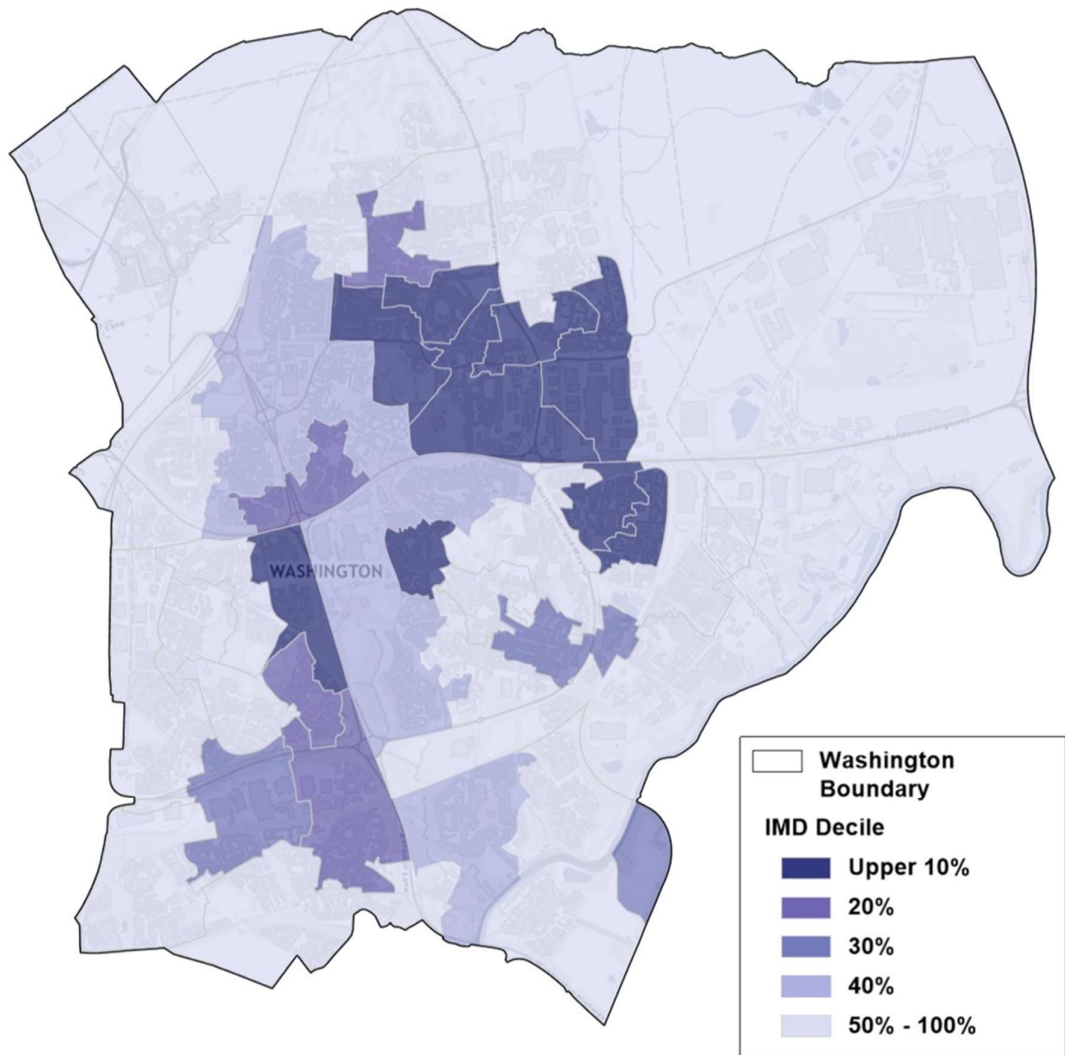 WASHINGTON
Washington
Boundary
IMD Decile
Upper 10%
20%
30%
40%
50% - 100%